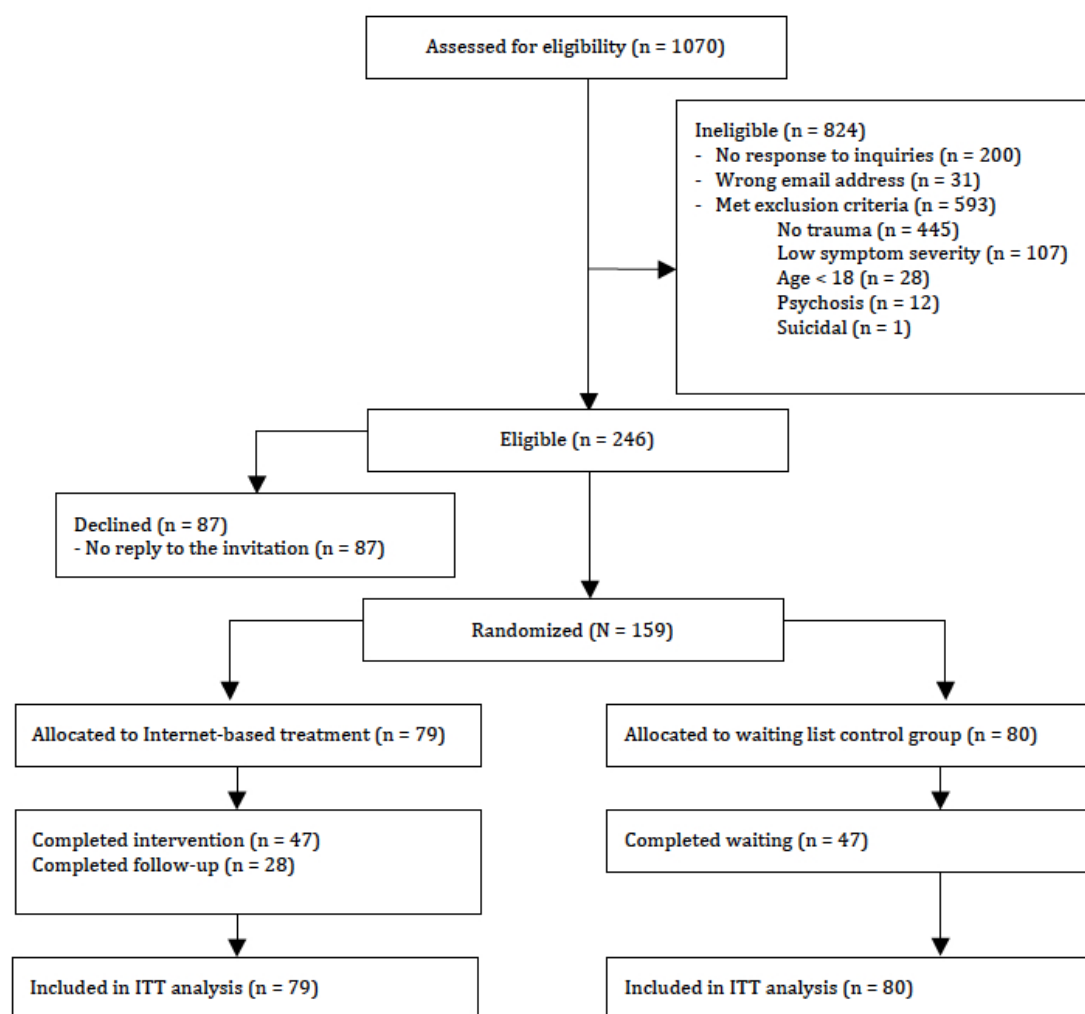 Assessed for eligibility (n = 1070)
Ineligible (n = 824)
- No response to inquiries (n = 200)
- Wrong email address (n = 31)
- Met exclusion criteria (n = 593)
No trauma (n = 445)
Low symptom severity (n = 107)
Age < 18 (n = 28)
Psychosis (n = 12)
Suicidal (n = 1)
Eligible (n = 246)
Declined (n = 87)
- No reply to the invitation (n = 87)
Randomized (N = 159)
Allocated to Internet-based treatment (n = 79)
Allocated to waiting list control group (n = 80)
Completed intervention (n = 47)
Completed follow-up (n = 28)
Completed waiting (n = 47)
Included in ITT analysis (n = 79)
Included in ITT analysis (n = 80)